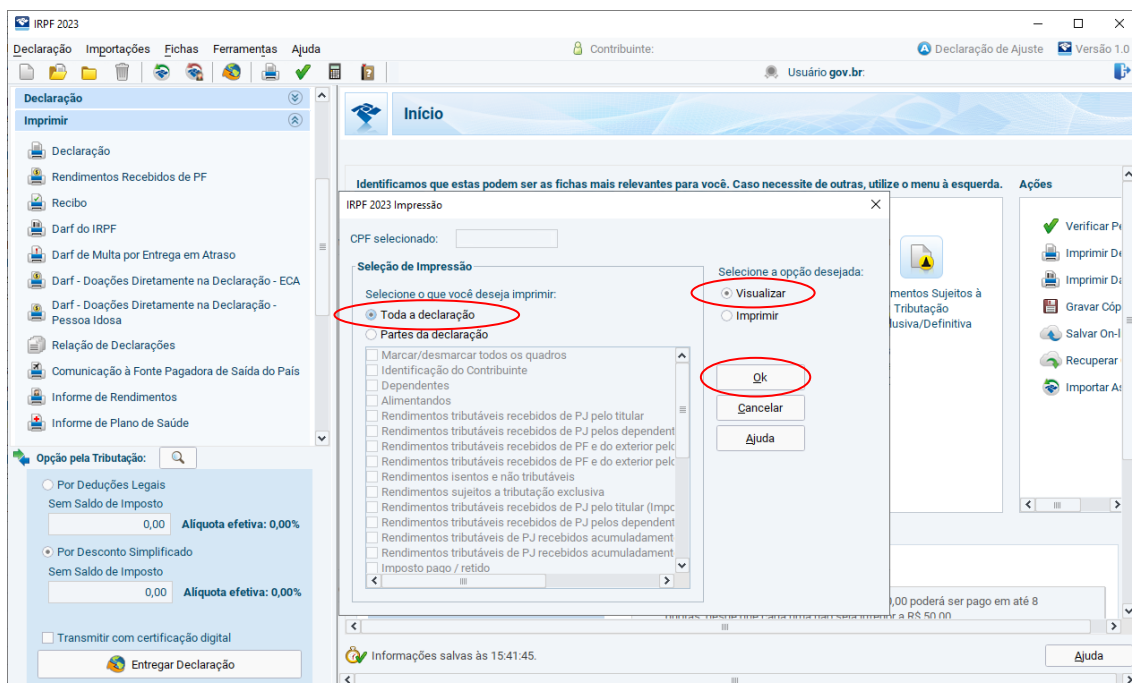 IRPF 2023
Declaração Importações Fichas Ferramentas Ajuda Contribuinte: Declaração de Ajuste Versão 1.0
Usuário gov.br:
Declaração
Imprimir
Declaração
Rendimentos Recebidos de PF
Recibo
Darf do IRPF
Darf de Multa por Entrega em Atraso
Darf - Doações Diretamente na Declaração - ECA
Darf - Doações Diretamente na Declaração -
Pessoa Idosa
Relação de Declarações
Comunicação à Fonte Pagadora de Saída do País
Informe de Rendimentos
Informe de Plano de Saúde
Opção pela Tributação:
Por Deduções Legais
Sem Saldo de Imposto
0,00 Alíquota efetiva: 0,00%
Por Desconto Simplificado
Sem Saldo de Imposto
0,00 Alíquota efetiva: 0,00%
Transmitir com certificação digital
Entregar Declaração
Início
Identificamos que estas podem ser as fichas mais relevantes para você. Caso necessite de outras, utilize o menu à esquerda.
IRPF 2023 Impressão
CPF selecionado:
Seleção de Impressão
Selecione o que você deseja imprimir:
Toda a declaração
Partes da declaração
Marcar/desmarcar todos os quadros
Identificação do Contribuinte
Dependentes
Alimentandos
Rendimentos tributáveis recebidos de PJ pelo titular
Rendimentos tributáveis recebidos de PJ pelos dependent
Rendimentos tributáveis recebidos de PF e do exterior pelo
Rendimentos tributáveis recebidos de PF e do exterior pelo
Rendimentos isentos e não tributáveis
Rendimentos sujeitos a tributação exclusiva
Rendimentos tributáveis recebidos de PJ pelo titular (Impo
Rendimentos tributáveis recebidos de PJ pelos dependent
Rendimentos tributáveis de PJ recebidos acumuladament
Rendimentos tributáveis de PJ recebidos acumuladament
Imposto pago / retido
Selecione a opção desejada:
Visualizar
Imprimir
Ok
Cancelar
Ajuda
mentos Sujeitos à
Tributação
lusiva/Definitiva
Ações
Verificar Pe
Imprimir De
Imprimir Da
Gravar Cóp
Salvar On-l
Recuperar
Importar As
,00 poderá ser pago em até 8
quotas, desde que cada uma não seja inferior a R$ 50,00
Informações salvas às 15:41:45.
Ajuda